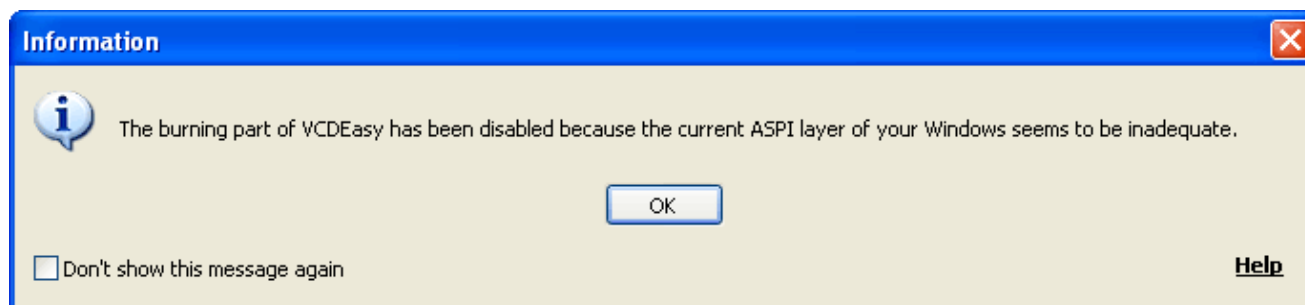 Information
The burning part of VCDEasy has been disabled because the current ASPI layer of your Windows seems to be inadequate.
OK
Don't show this message again
Help